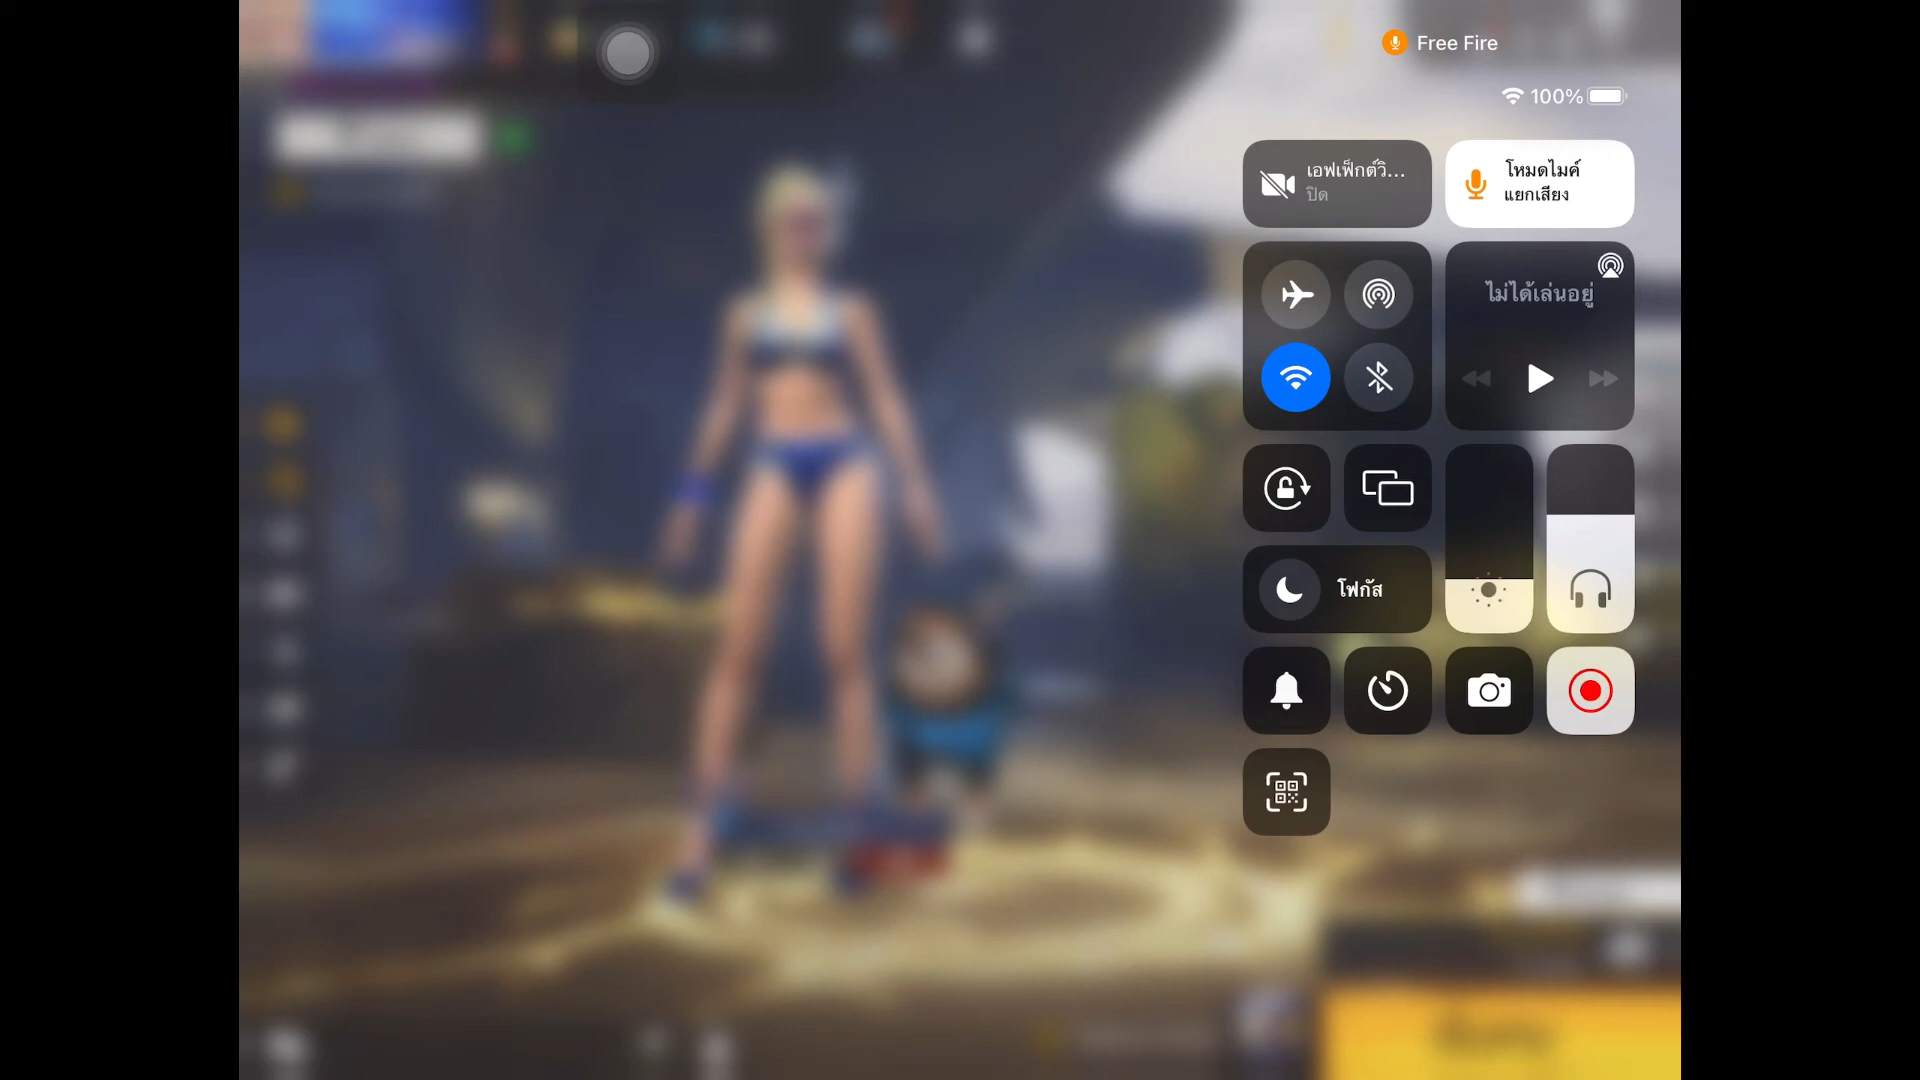 Free Fire
100%
เอฟเฟ็กต์วิ...
ปิด
โหมดไมค์
แยกเสียง
ไม่ได้เล่นอยู่
โฟกัส